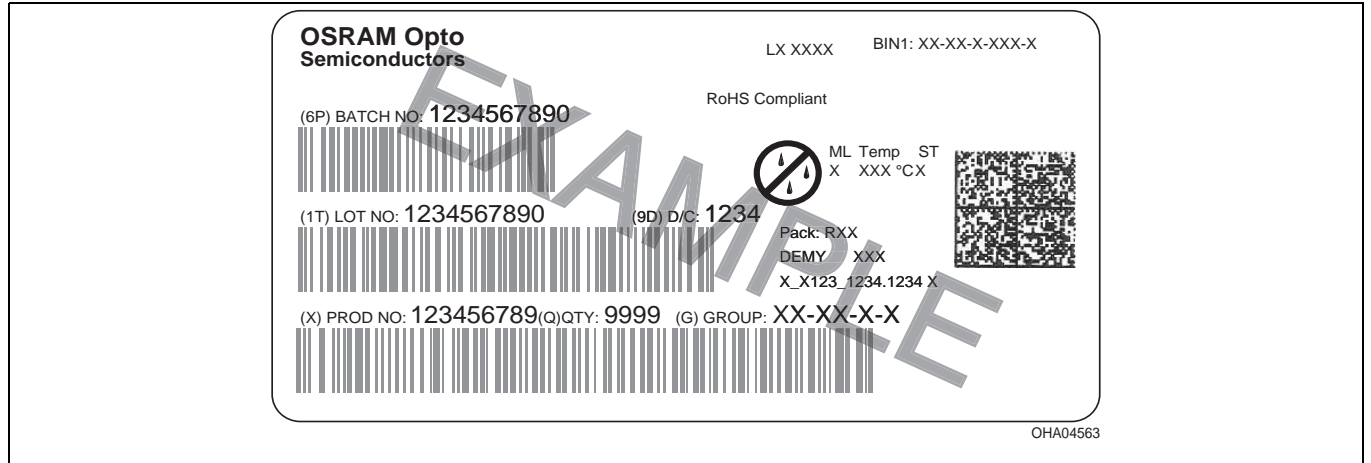 OSRAM Opto
Semiconductors
LX XXXX
BIN1: XX-XX-X-XXX-X
RoHS Compliant
(6P) BATCH NO: 1234567890
ML Temp ST
X XXX °C X
(1T) LOT NO: 1234567890 (9D) D/C: 1234
Pack: RXX
DEMY XXX
X_X123_1234.1234 X
(X) PROD NO: 123456789(Q)QTY: 9999 (G) GROUP: XX-XX-X-X
EXAMPLE
OHA04563